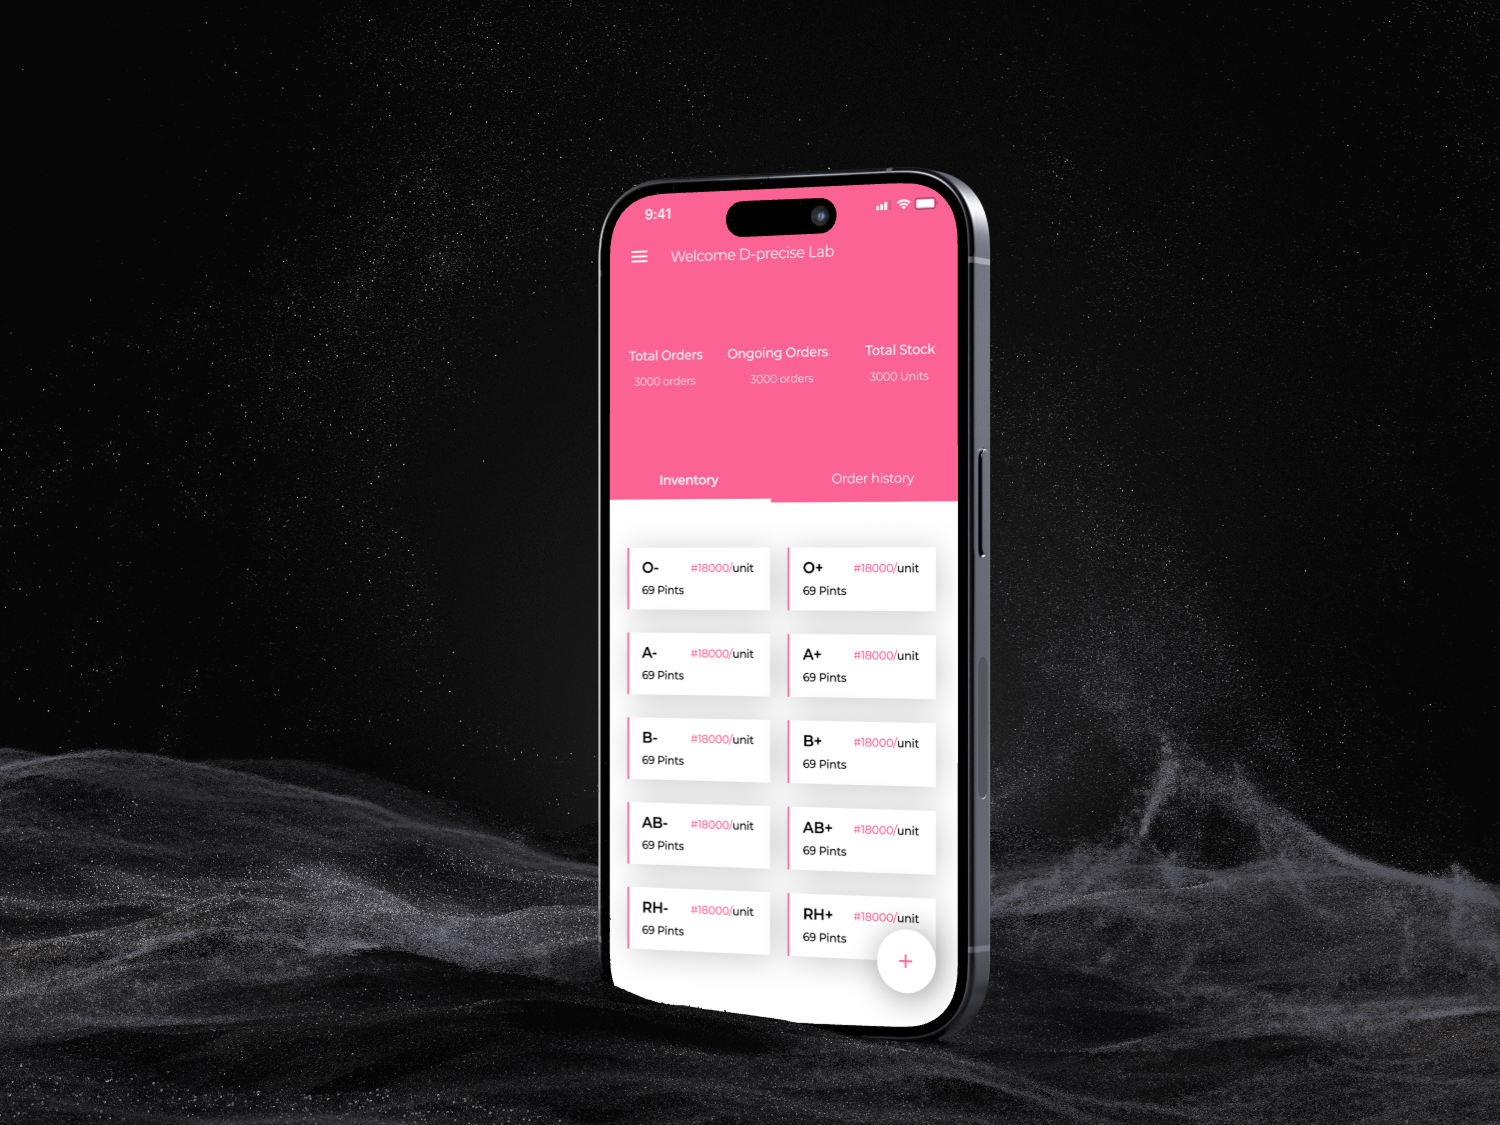 9:41
Welcome D-precise Lab
Total Orders
3000 orders
Ongoing Orders
3000 orders
Total Stock
3000 Units
Inventory
Order history
O- #18000/unit
69 Pints
O+ #18000/unit
69 Pints
A- #18000/unit
69 Pints
A+ #18000/unit
69 Pints
B- #18000/unit
69 Pints
B+ #18000/unit
69 Pints
AB- #18000/unit
69 Pints
AB+ #18000/unit
69 Pints
RH- #18000/unit
69 Pints
RH+ #18000/unit
69 Pints
+